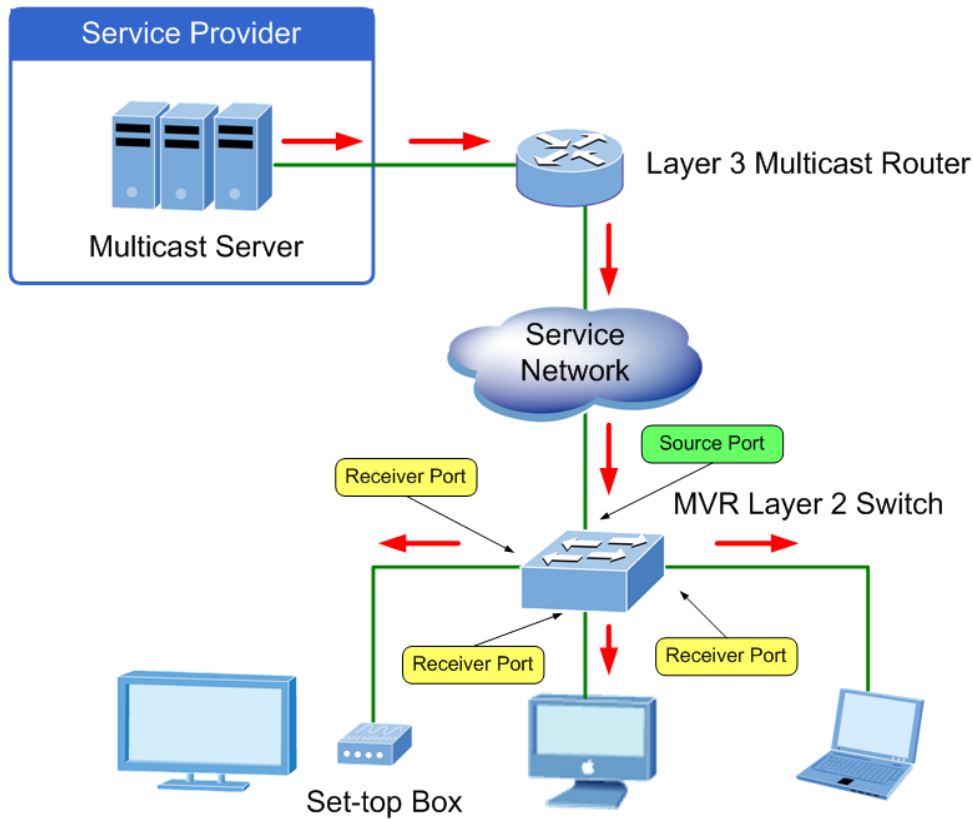 Service Provider
Multicast Server
Layer 3 Multicast Router
Service
Network
Source Port
Receiver Port
MVR Layer 2 Switch
Receiver Port
Receiver Port
Set-top Box